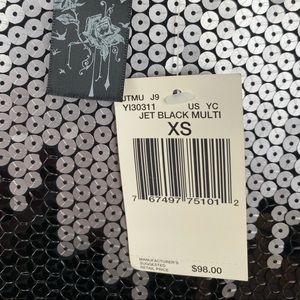 JTMU J9
YI30311 US YC
JET BLACK MULTI
XS
7 67497 75101 2
MANUFACTURER'S
SUGGESTED
RETAIL PRICE $98.00